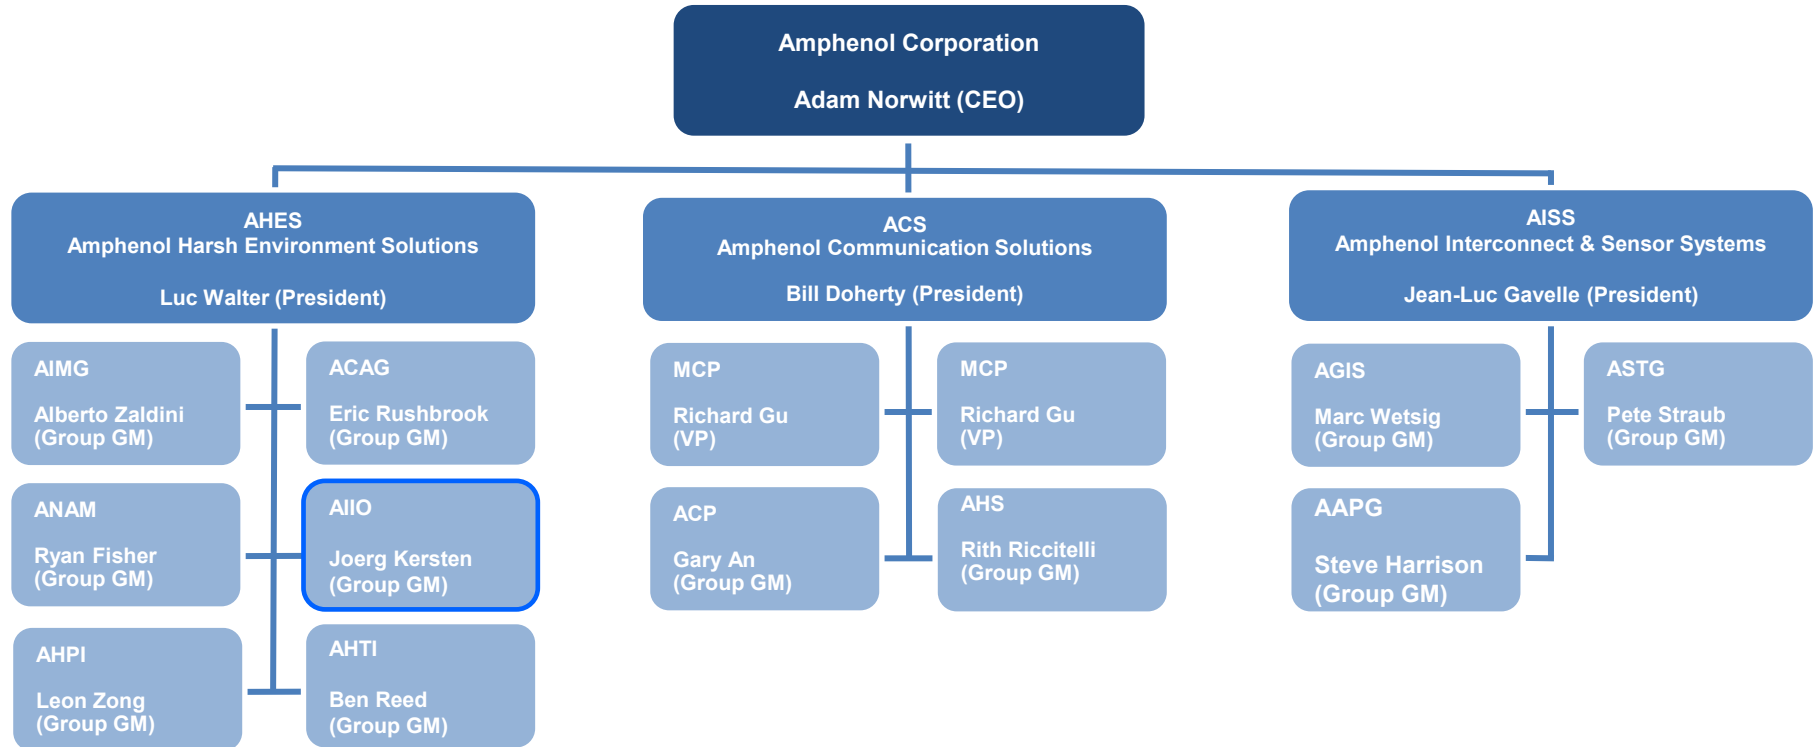 Amphenol Corporation
Adam Norwitt (CEO)
AHES
Amphenol Harsh Environment Solutions
Luc Walter (President)
AIMG
Alberto Zaldini
(Group GM)
ACAG
Eric Rushbrook
(Group GM)
ANAM
Ryan Fisher
(Group GM)
AIIO
Joerg Kersten
(Group GM)
AHPI
Leon Zong
(Group GM)
AHTI
Ben Reed
(Group GM)
ACS
Amphenol Communication Solutions
Bill Doherty (President)
MCP
Richard Gu
(VP)
MCP
Richard Gu
(VP)
ACP
Gary An
(Group GM)
AHS
Rith Riccitelli
(Group GM)
AISS
Amphenol Interconnect & Sensor Systems
Jean-Luc Gavelle (President)
AGIS
Marc Wetsig
(Group GM)
ASTG
Pete Straub
(Group GM)
AAPG
Steve Harrison
(Group GM)